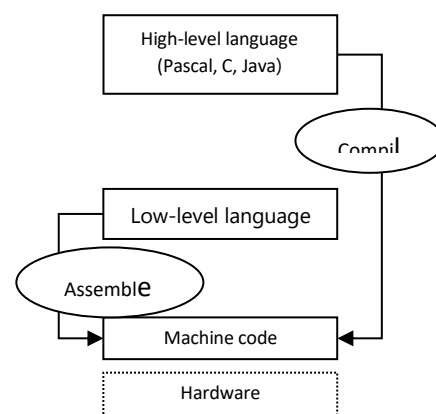 High-level language
(Pascal, C, Java)
Compil
Low-level language
Assemble
Machine code
Hardware